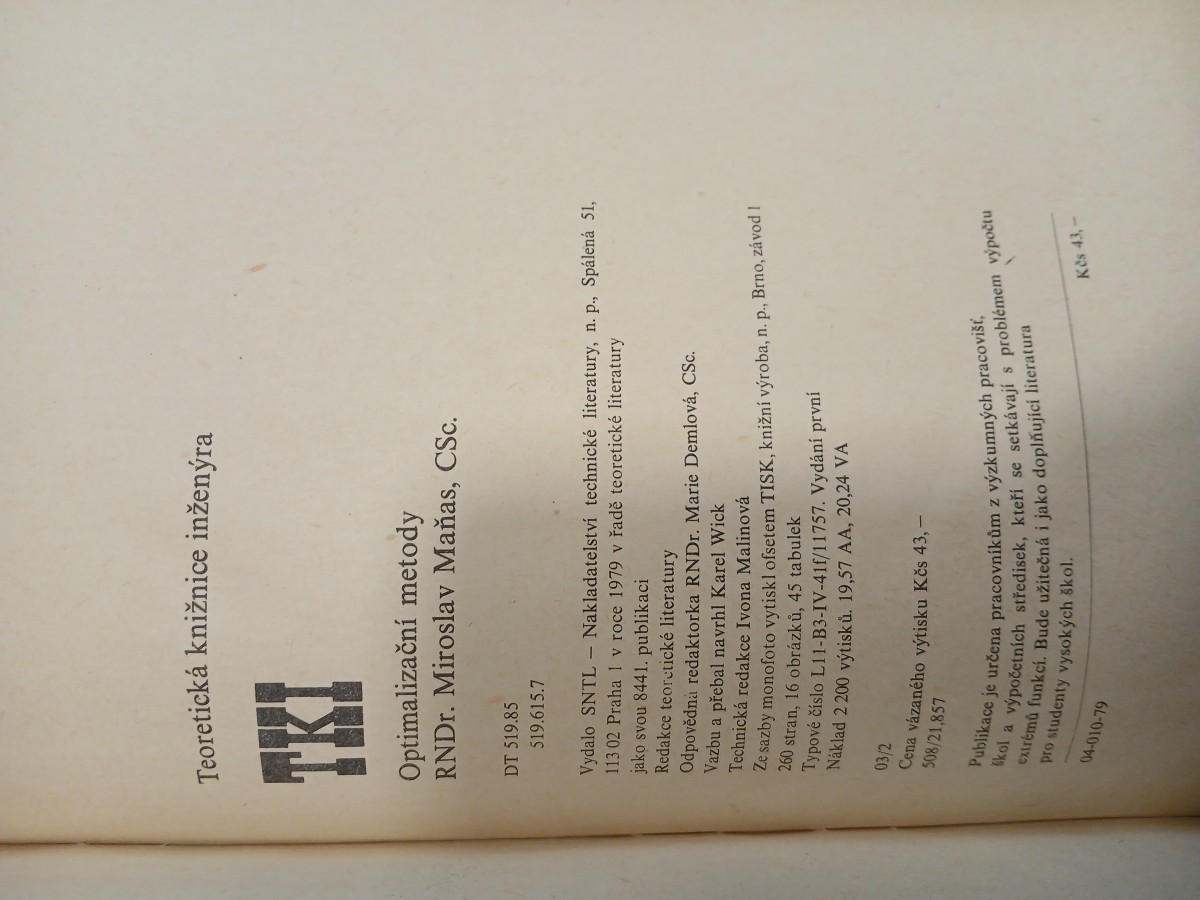 Teoretická knižnice inženýra
TKI
Optimalizační metody
RNDr. Miroslav Maňas, CSc.
DT 519.85
519.615.7
Vydalo SNTL – Nakladatelství technické literatury, n. p., Spálená 51,
113 02 Praha 1 v roce 1979 v řadě teoretické literatury
jako svou 8441. publikaci
Redakce teoretické literatury
Odpovědná redaktorka RNDr. Marie Demlová, CSc.
Vazbu a přebal navrhl Karel Wick
Technická redakce Ivona Malinová
Ze sazby monofoto vytiskl ofsetem TISK, knižní výroba, n. p., Brno, závod 1
260 stran, 16 obrázků, 45 tabulek
Typové číslo L11-B3-IV-41f/11757. Vydání první
Náklad 2 200 výtisků. 19,57 AA, 20,24 VA
03/2
Cena vázaného výtisku Kčs 43,–
508/21,857
Publikace je určena pracovníkům z výzkumných pracovišť,
škol a výpočetních středisek, kteří se setkávají s problémem výpočtu
extrémů funkcí. Bude užitečná i jako doplňující literatura
pro studenty vysokých škol.
04-010-79 Kčs 43,–